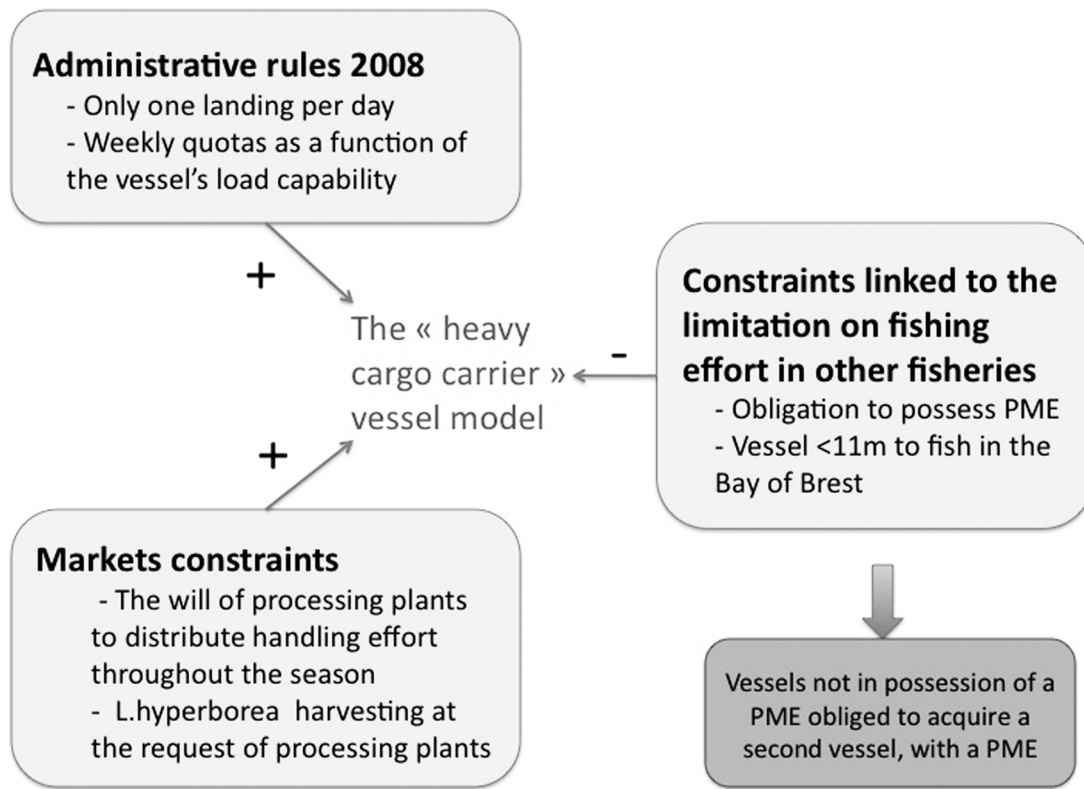 Administrative rules 2008
- Only one landing per day
- Weekly quotas as a function of
the vessel's load capability
+
The « heavy
cargo carrier »
vessel model
-
Constraints linked to the
limitation on fishing
effort in other fisheries
- Obligation to possess PME
- Vessel <11m to fish in the
Bay of Brest
+
Markets constraints
- The will of processing plants
to distribute handling effort
throughout the season
- L.hyperborea harvesting at
the request of processing plants
Vessels not in possession of a
PME obliged to acquire a
second vessel, with a PME